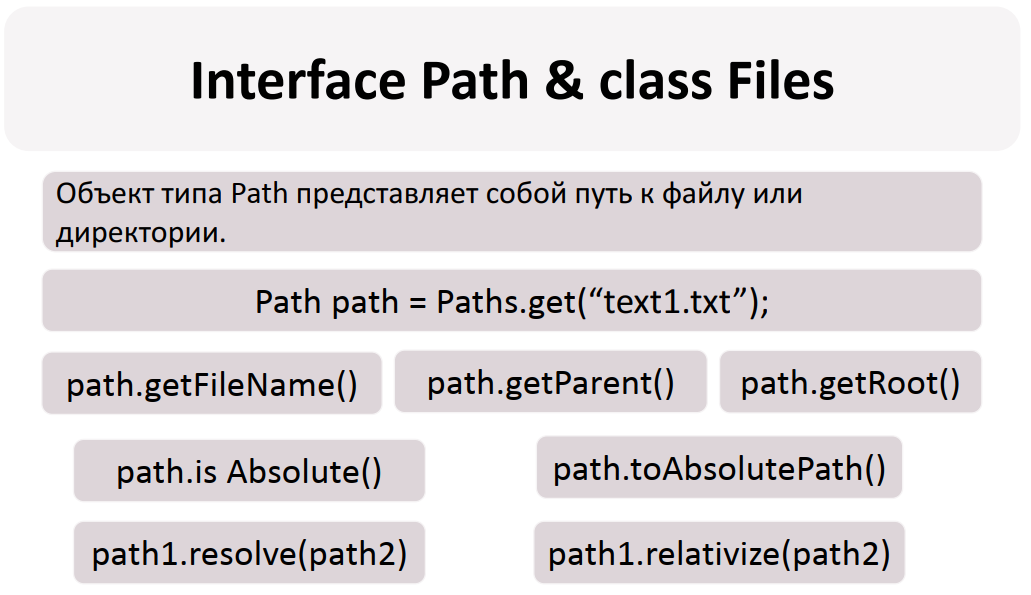 Interface Path & class Files
Объект типа Path представляет собой путь к файлу или
директории.
Path path = Paths.get(“text1.txt”);
path.getFileName()
path.getParent()
path.getRoot()
path.is Absolute()
path.toAbsolutePath()
path1.resolve(path2)
path1.relativize(path2)